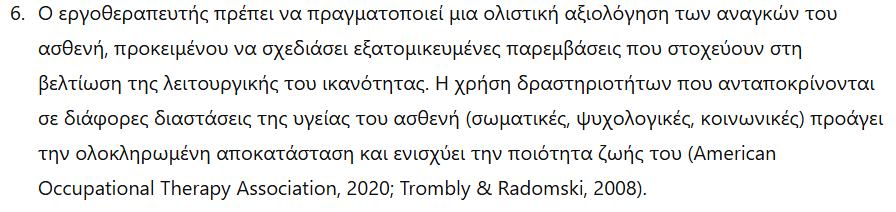 6. Ο εργοθεραπευτής πρέπει να πραγματοποιεί μια ολιστική αξιολόγηση των αναγκών του
ασθενή, προκειμένου να σχεδιάσει εξατομικευμένες παρεμβάσεις που στοχεύουν στη
βελτίωση της λειτουργικής του ικανότητας. Η χρήση δραστηριοτήτων που ανταποκρίνονται
σε διάφορες διαστάσεις της υγείας του ασθενή (σωματικές, ψυχολογικές, κοινωνικές) προάγει
την ολοκληρωμένη αποκατάσταση και ενισχύει την ποιότητα ζωής του (American
Occupational Therapy Association, 2020; Trombly & Radomski, 2008).